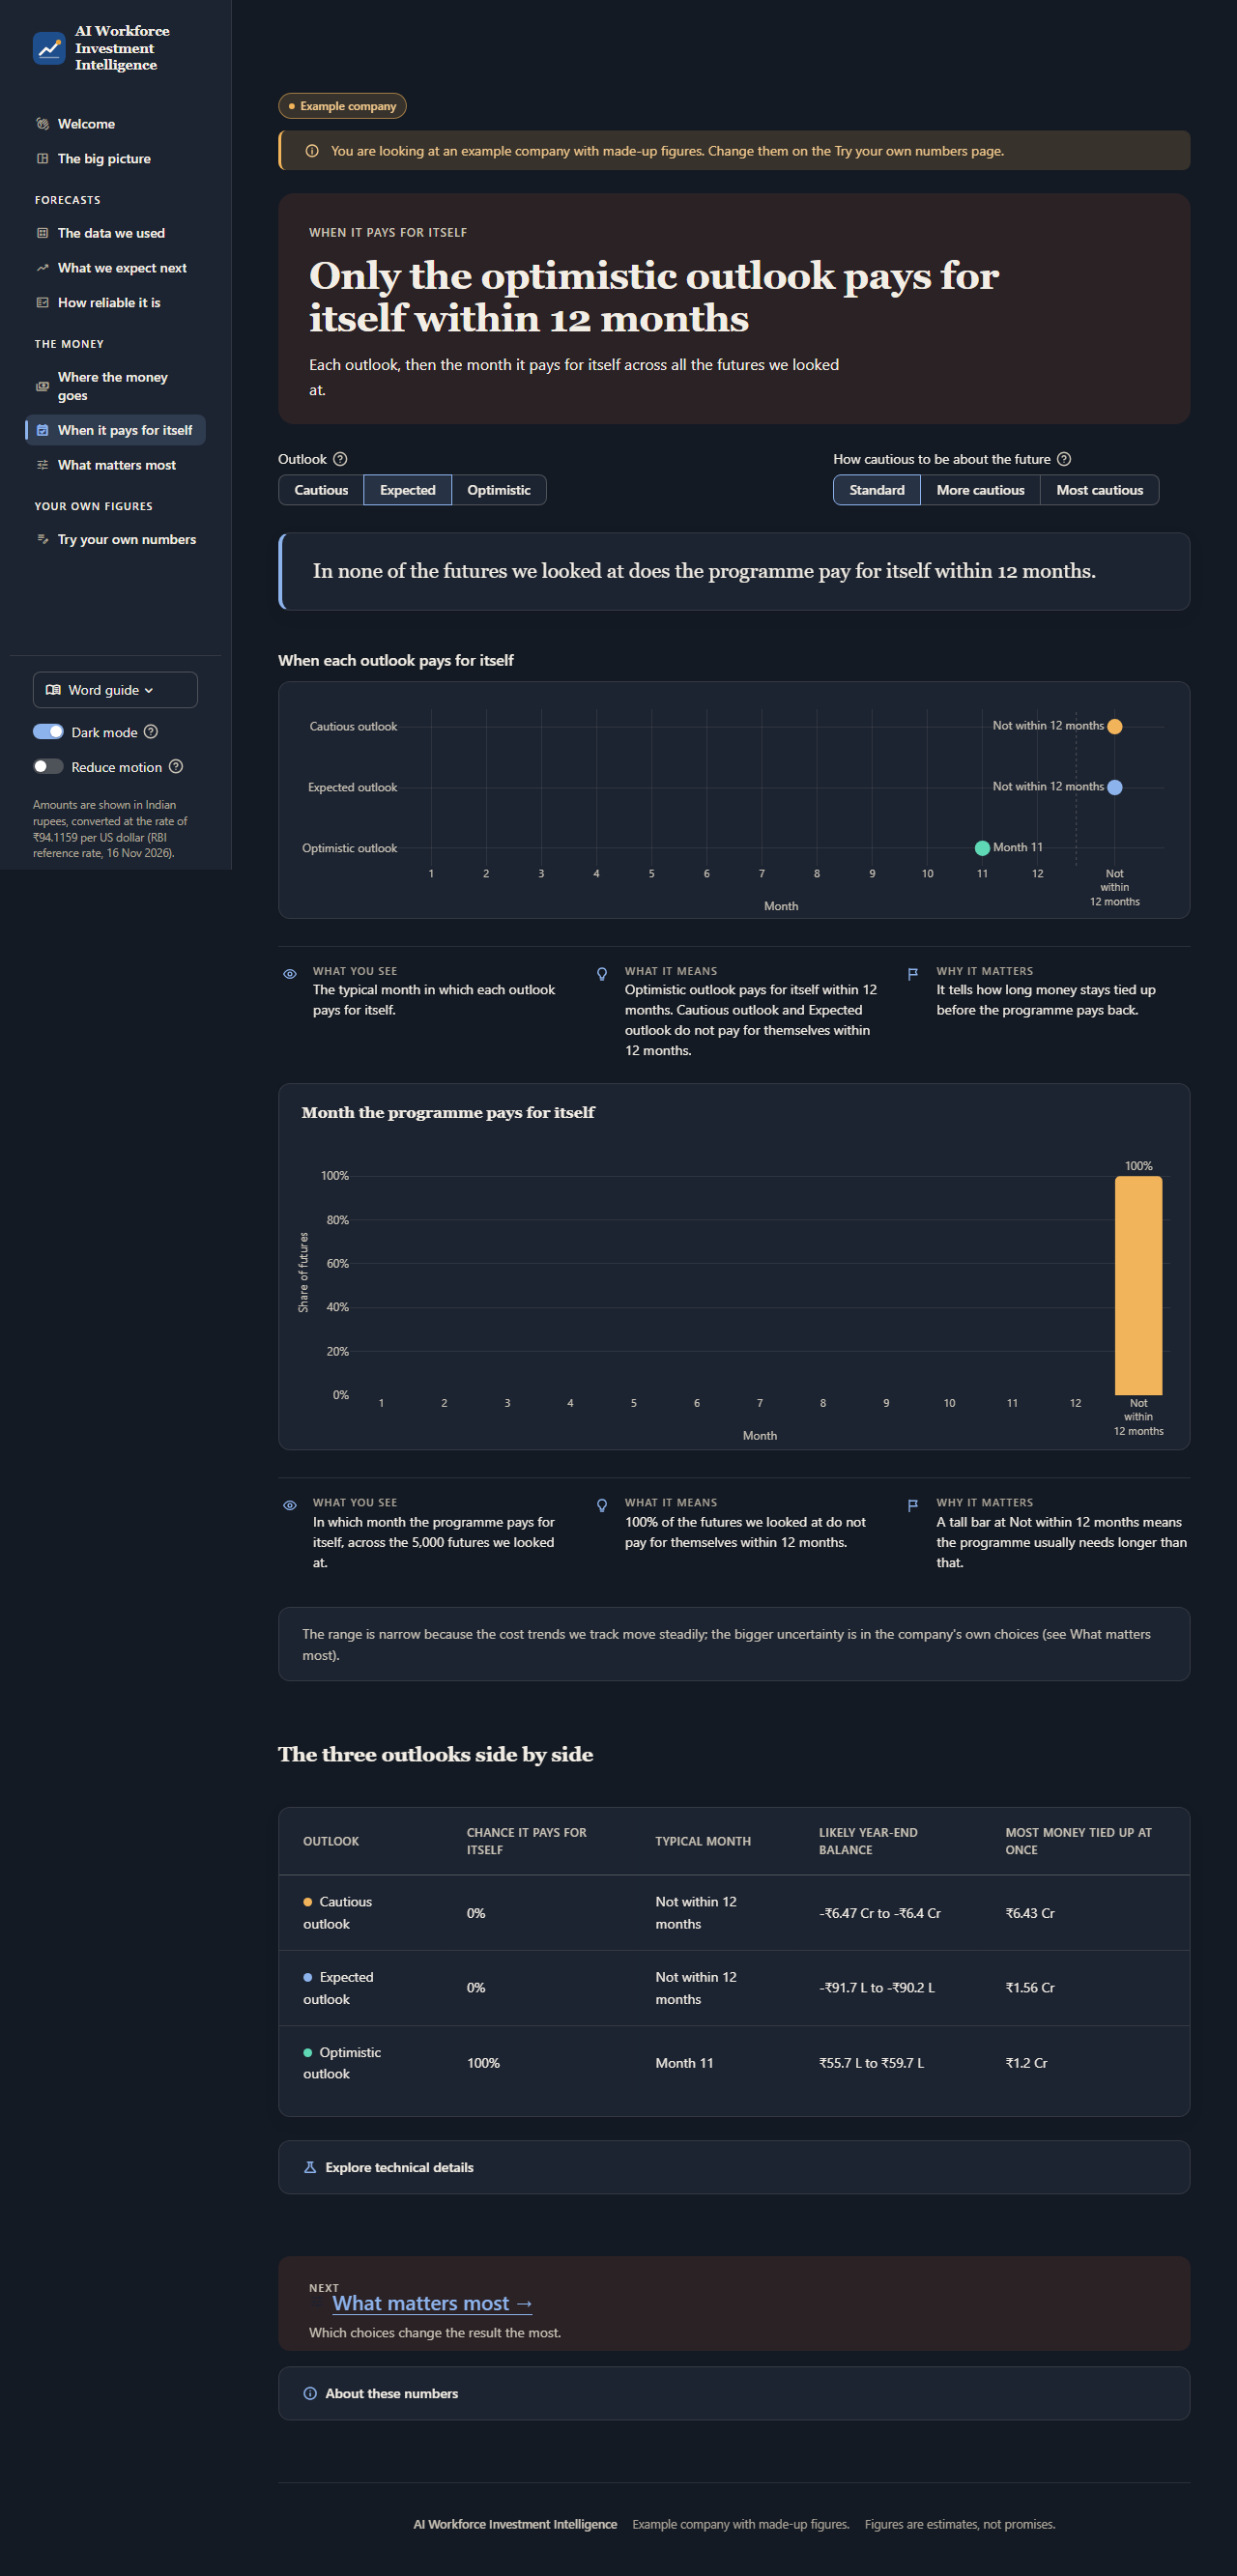 AI Workforce
Investment
Intelligence
Welcome
The big picture
FORECASTS
The data we used
What we expect next
How reliable it is
THE MONEY
Where the money
goes
When it pays for itself
What matters most
YOUR OWN FIGURES
Try your own numbers
Word guide
Dark mode
Reduce motion
Amounts are shown in Indian
rupees, converted at the rate of
₹94.1159 per US dollar (RBI
reference rate, 16 Nov 2026).
Example company
You are looking at an example company with made-up figures. Change them on the Try your own numbers page.
WHEN IT PAYS FOR ITSELF
Only the optimistic outlook pays for
itself within 12 months
Each outlook, then the month it pays for itself across all the futures we looked
at.
Outlook
Cautious Expected Optimistic
How cautious to be about the future
Standard More cautious Most cautious
In none of the futures we looked at does the programme pay for itself within 12 months.
When each outlook pays for itself
Cautious outlook Not within 12 months
Expected outlook Not within 12 months
Optimistic outlook Month 11
1 2 3 4 5 6 7 8 9 10 11 12 Not
within
12 months
Month
WHAT YOU SEE
The typical month in which each outlook
pays for itself.
WHAT IT MEANS
Optimistic outlook pays for itself within 12
months. Cautious outlook and Expected
outlook do not pay for themselves within
12 months.
WHY IT MATTERS
It tells how long money stays tied up
before the programme pays back.
Month the programme pays for itself
100%
100%
80%
60%
40%
20%
0%
Share of futures
1 2 3 4 5 6 7 8 9 10 11 12 Not
within
12 months
Month
WHAT YOU SEE
In which month the programme pays for
itself, across the 5,000 futures we looked
at.
WHAT IT MEANS
100% of the futures we looked at do not
pay for themselves within 12 months.
WHY IT MATTERS
A tall bar at Not within 12 months means
the programme usually needs longer than
that.
The range is narrow because the cost trends we track move steadily; the bigger uncertainty is in the company's own choices (see What matters
most).
The three outlooks side by side
OUTLOOK
CHANCE IT PAYS FOR
ITSELF
TYPICAL MONTH
LIKELY YEAR-END
BALANCE
MOST MONEY TIED UP AT
ONCE
Cautious
outlook
0%
Not within 12
months
-₹6.47 Cr to -₹6.4 Cr
₹6.43 Cr
Expected
outlook
0%
Not within 12
months
-₹91.7 L to -₹90.2 L
₹1.56 Cr
Optimistic
outlook
100%
Month 11
₹55.7 L to ₹59.7 L
₹1.2 Cr
Explore technical details
NEXT
What matters most →
Which choices change the result the most.
About these numbers
AI Workforce Investment Intelligence Example company with made-up figures. Figures are estimates, not promises.